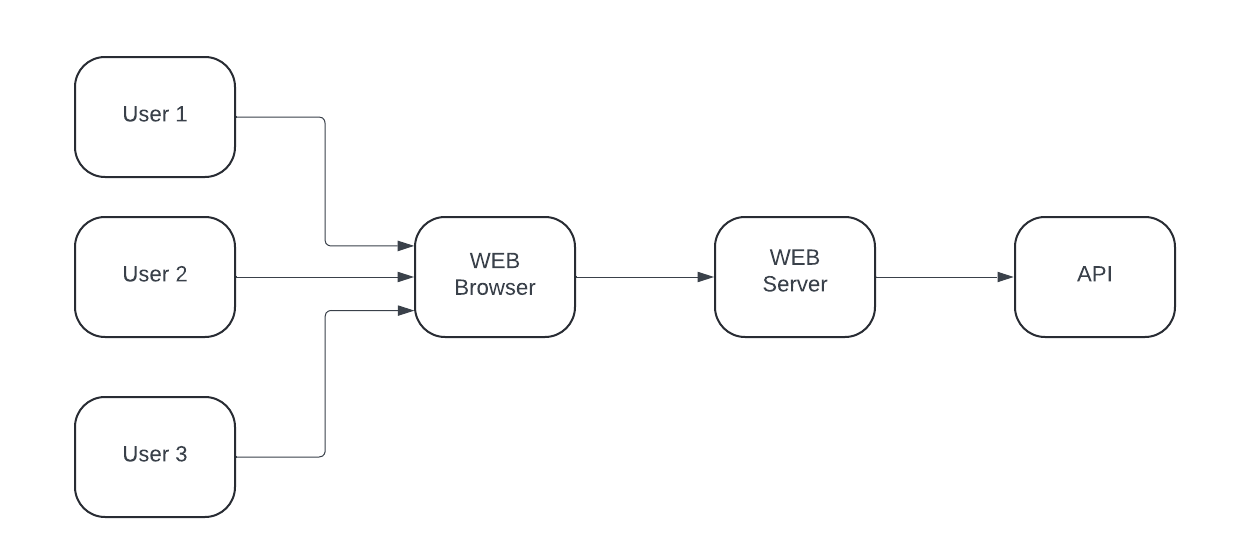 User 1
User 2
User 3
WEB
Browser
WEB
Server
API